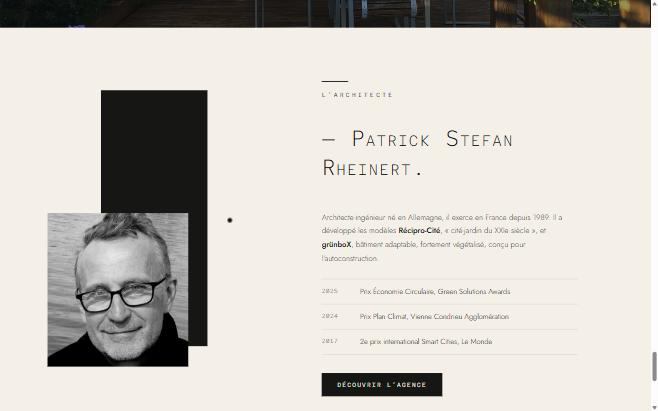 L'ARCHITECTE
— Patrick Stefan
Rheinert.
Architecte-ingénieur né en Allemagne, il exerce en France depuis 1989. Il a
développé les modèles Récipro-Cité, « cité-jardin du XXIe siècle », et
grünboX, bâtiment adaptable, fortement végétalisé, conçu pour
l'autoconstruction.
2025 Prix Économie Circulaire, Green Solutions Awards
2024 Prix Plan Climat, Vienne Condrieu Agglomération
2017 2e prix international Smart Cities, Le Monde
DÉCOUVRIR L'AGENCE